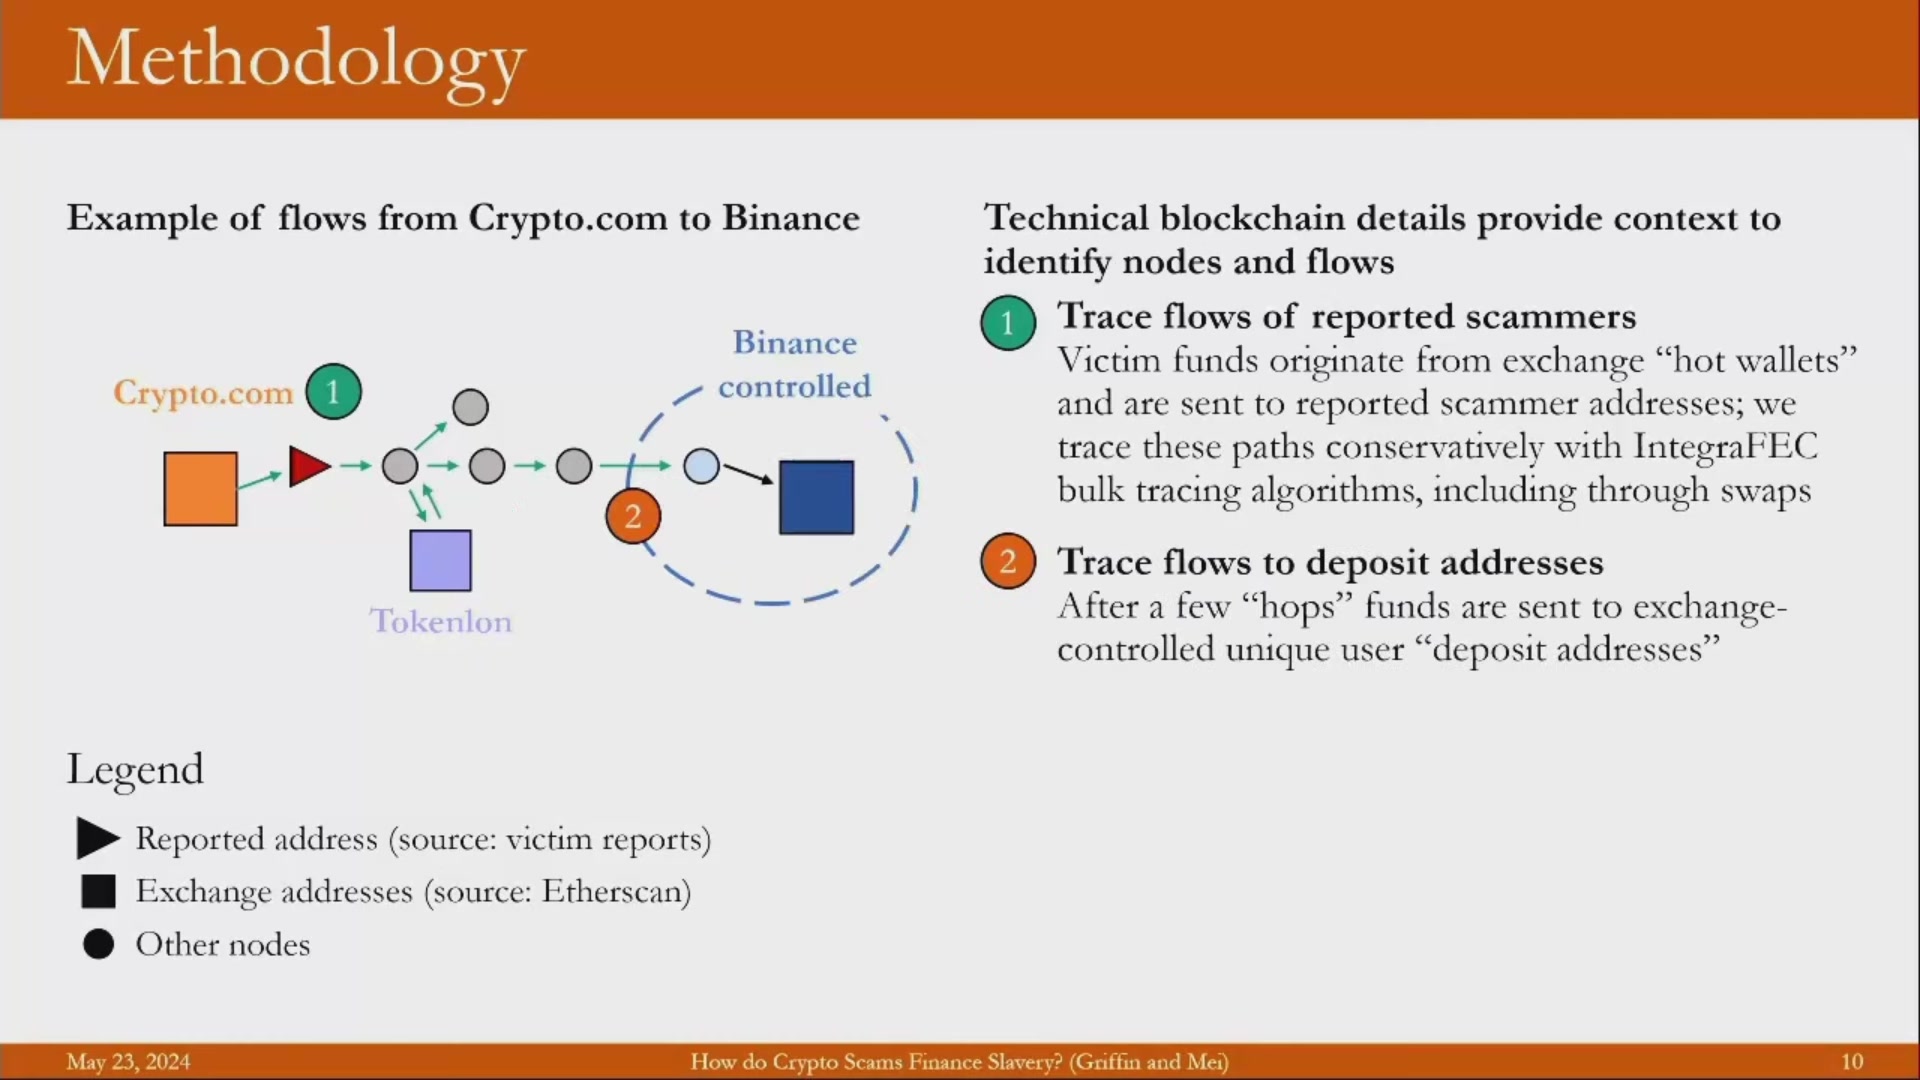 Methodology
Example of flows from Crypto.com to Binance
Crypto.com
1
Binance
controlled
2
Tokenlon
Legend
Reported address (source: victim reports)
Exchange addresses (source: Etherscan)
Other nodes
Technical blockchain details provide context to
identify nodes and flows
1
Trace flows of reported scammers
Victim funds originate from exchange “hot wallets”
and are sent to reported scammer addresses; we
trace these paths conservatively with IntegraFEC
bulk tracing algorithms, including through swaps
2
Trace flows to deposit addresses
After a few “hops” funds are sent to exchange-
controlled unique user “deposit addresses”
May 23, 2024
How do Crypto Scams Finance Slavery? (Griffin and Mei)
10